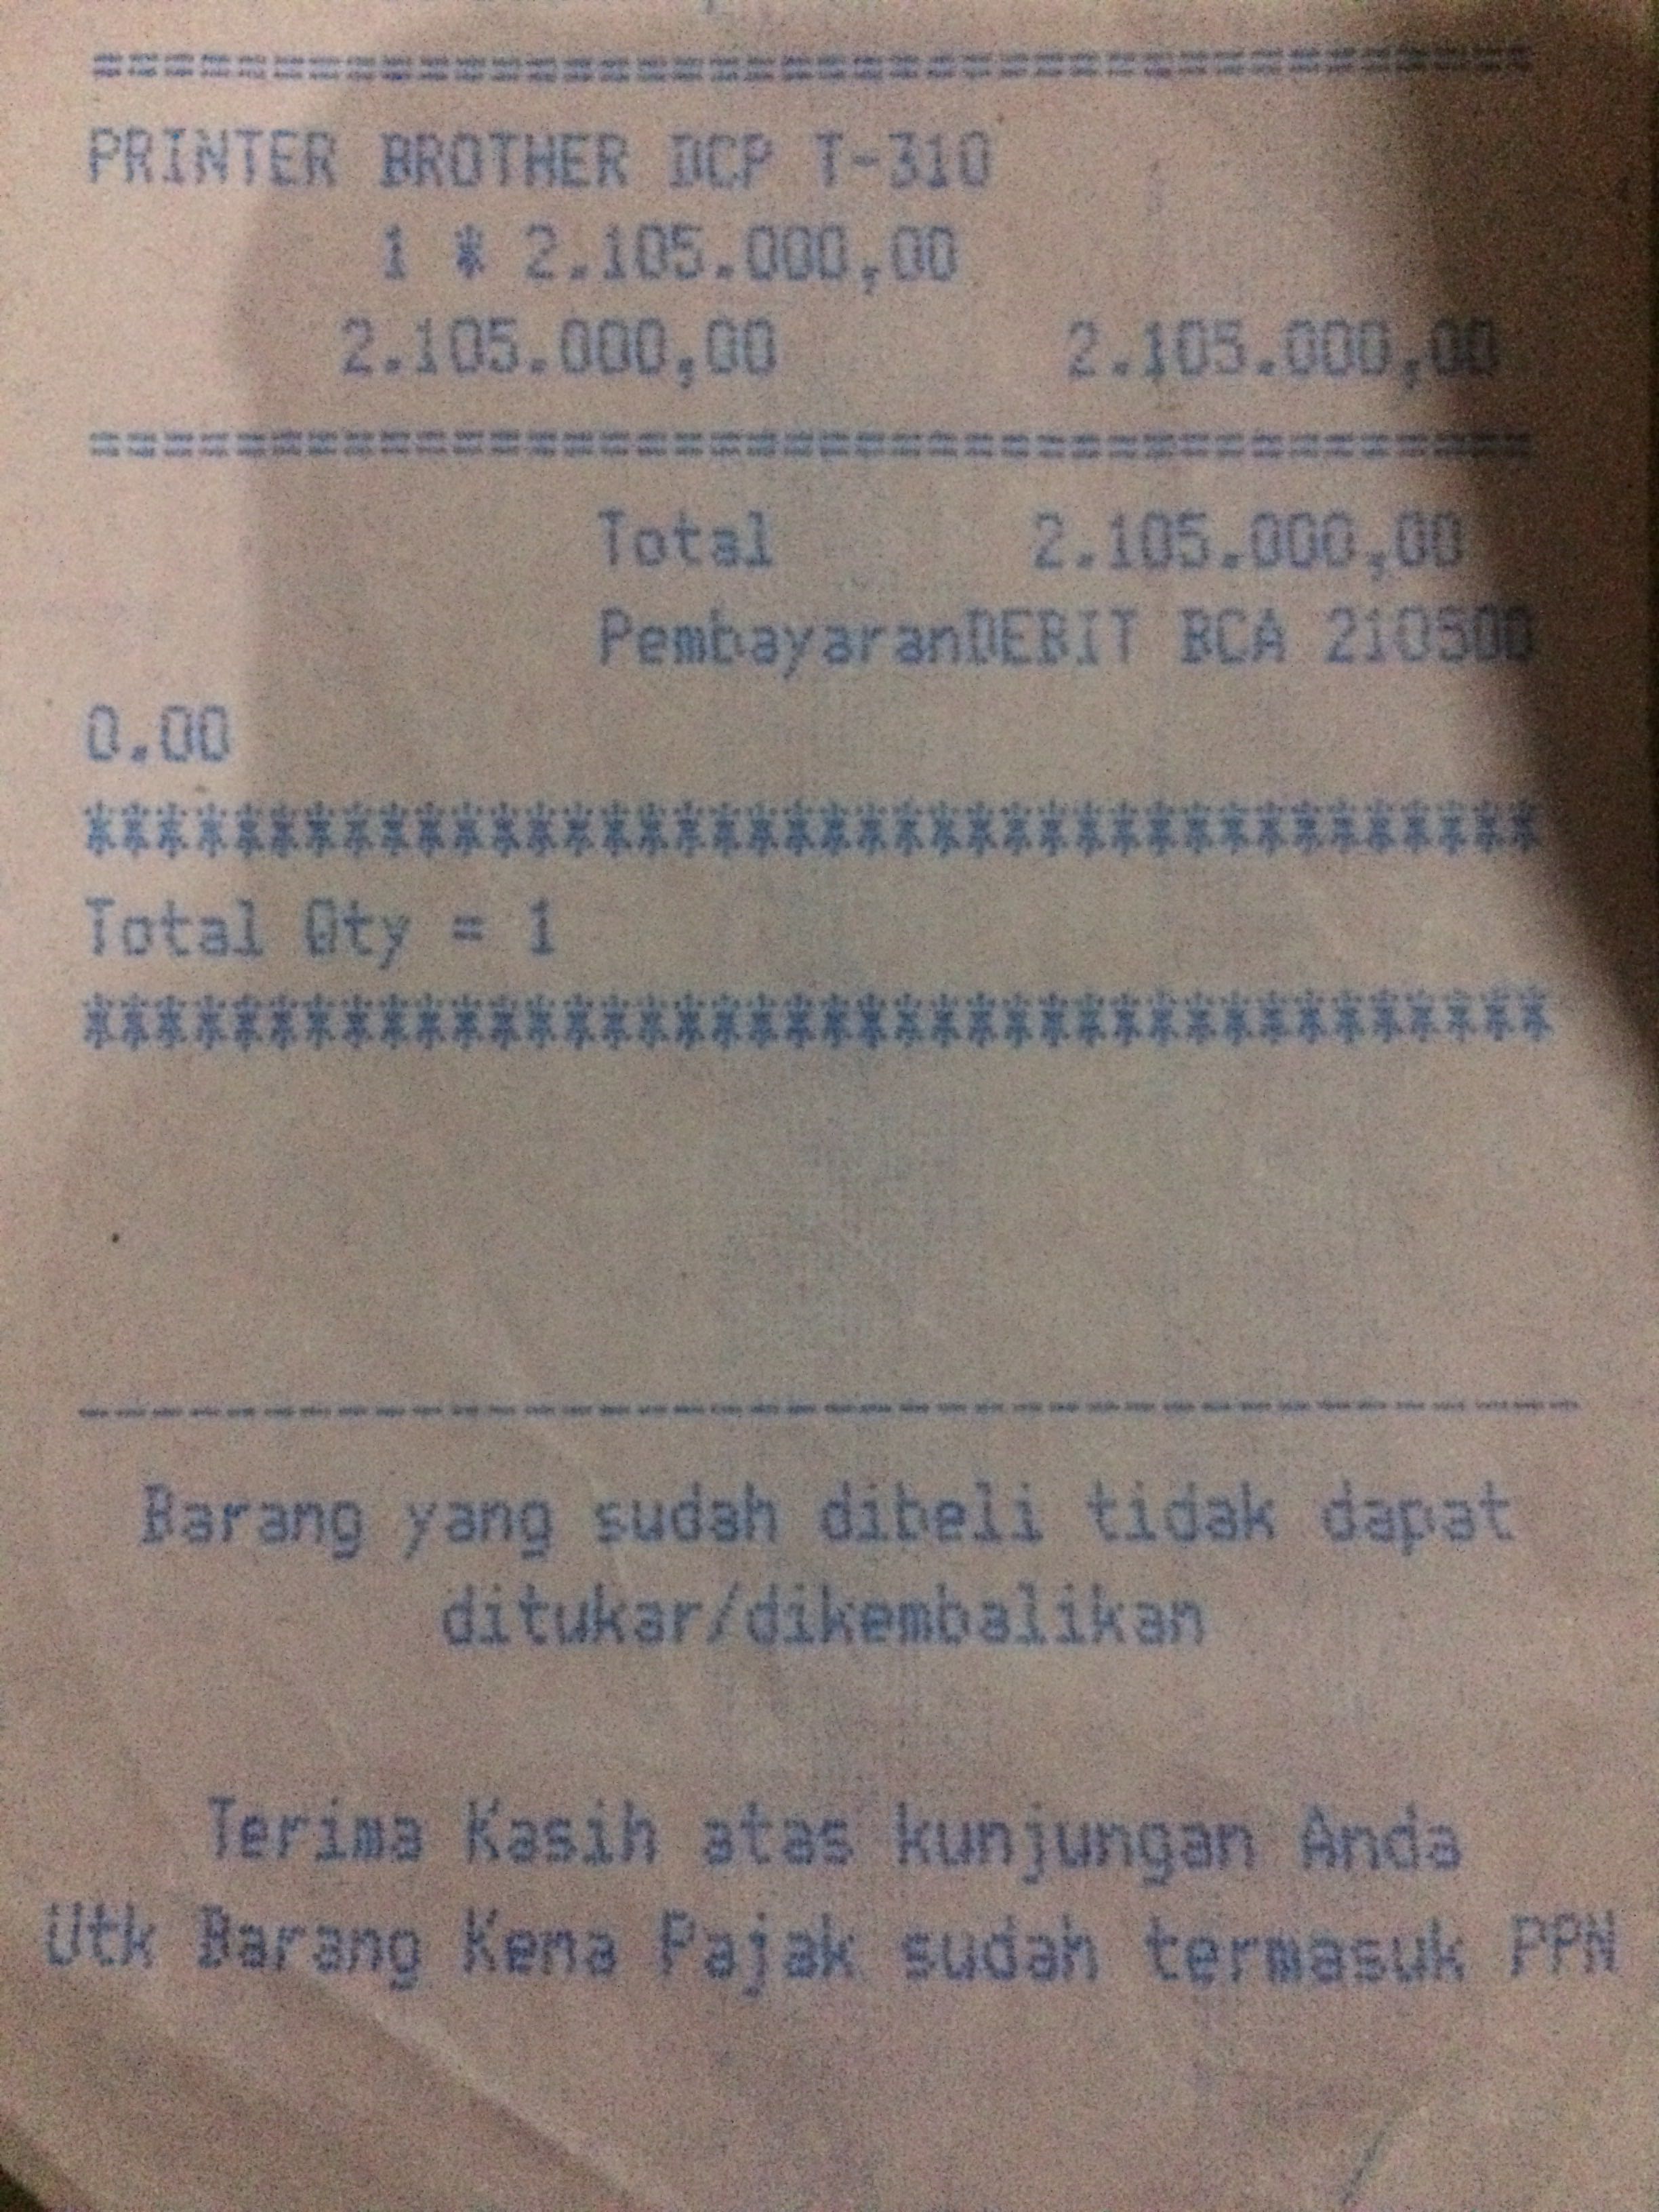 ========================================
PRINTER BROTHER DCP T-310
1 * 2.105.000,00
2.105.000,00 2.105.000,00
========================================
Total 2.105.000,00
PembayaranDEBIT BCA 210500
0.00
****************************************
Total Qty = 1
****************************************
-----------------------------------------
Barang yang sudah dibeli tidak dapat
ditukar/dikembalikan
Terima Kasih atas kunjungan Anda
Utk Barang Kena Pajak sudah termasuk PPN